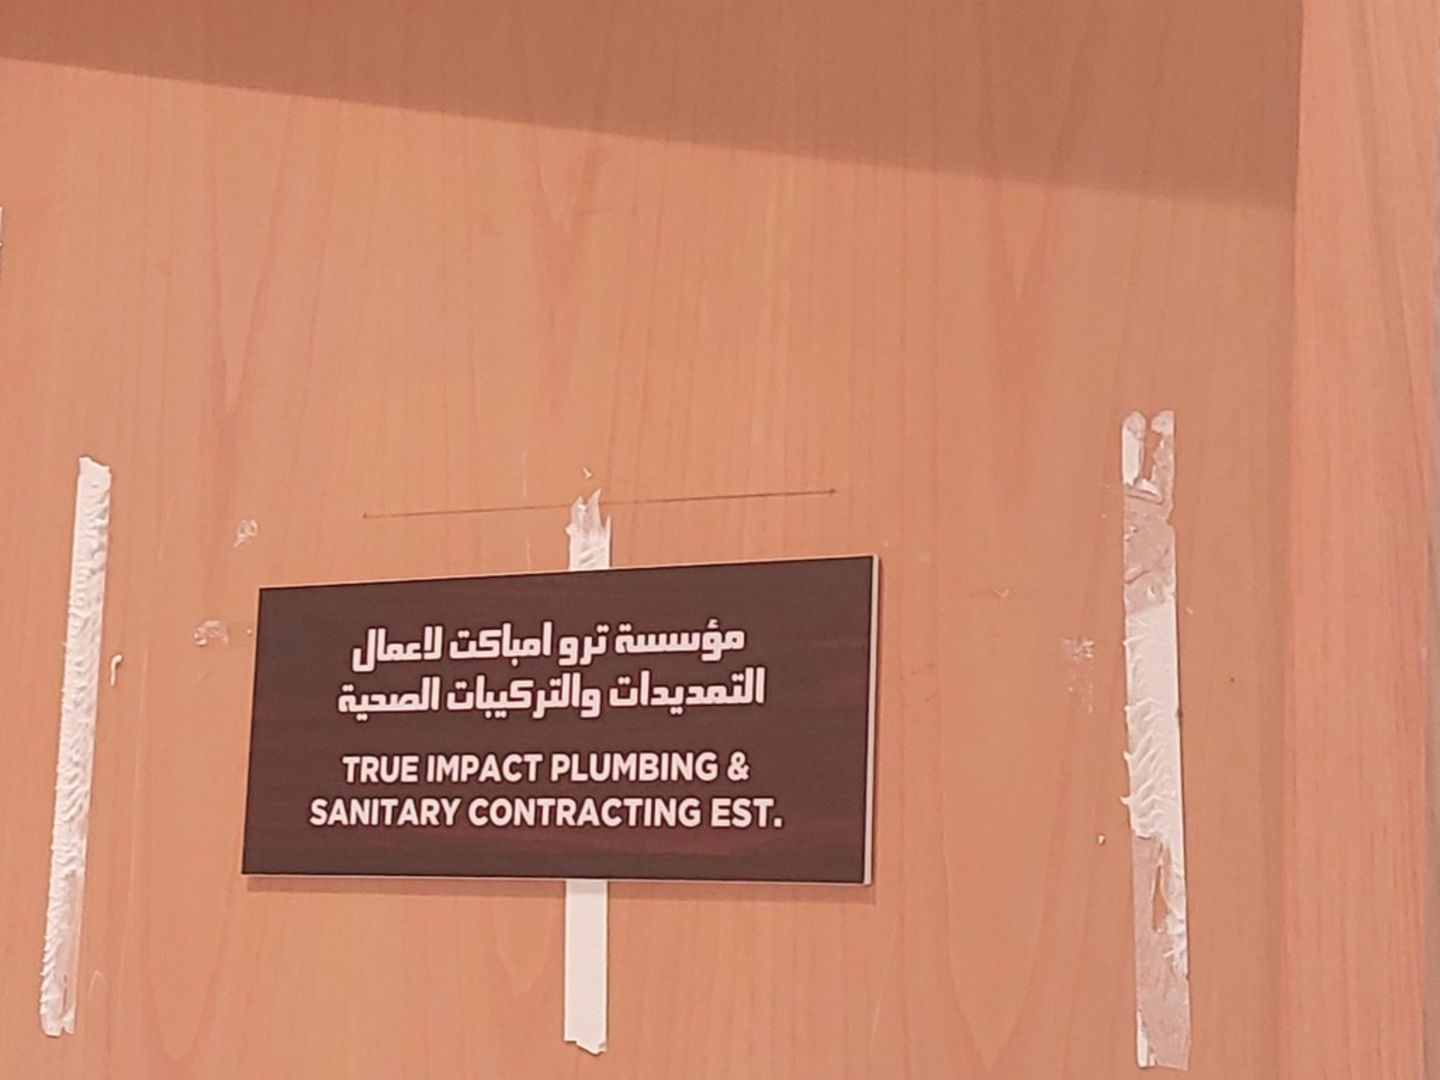 مؤسسة ترو امباكت لاعمال
التمديدات والتركيبات الصحية
TRUE IMPACT PLUMBING &
SANITARY CONTRACTING EST.